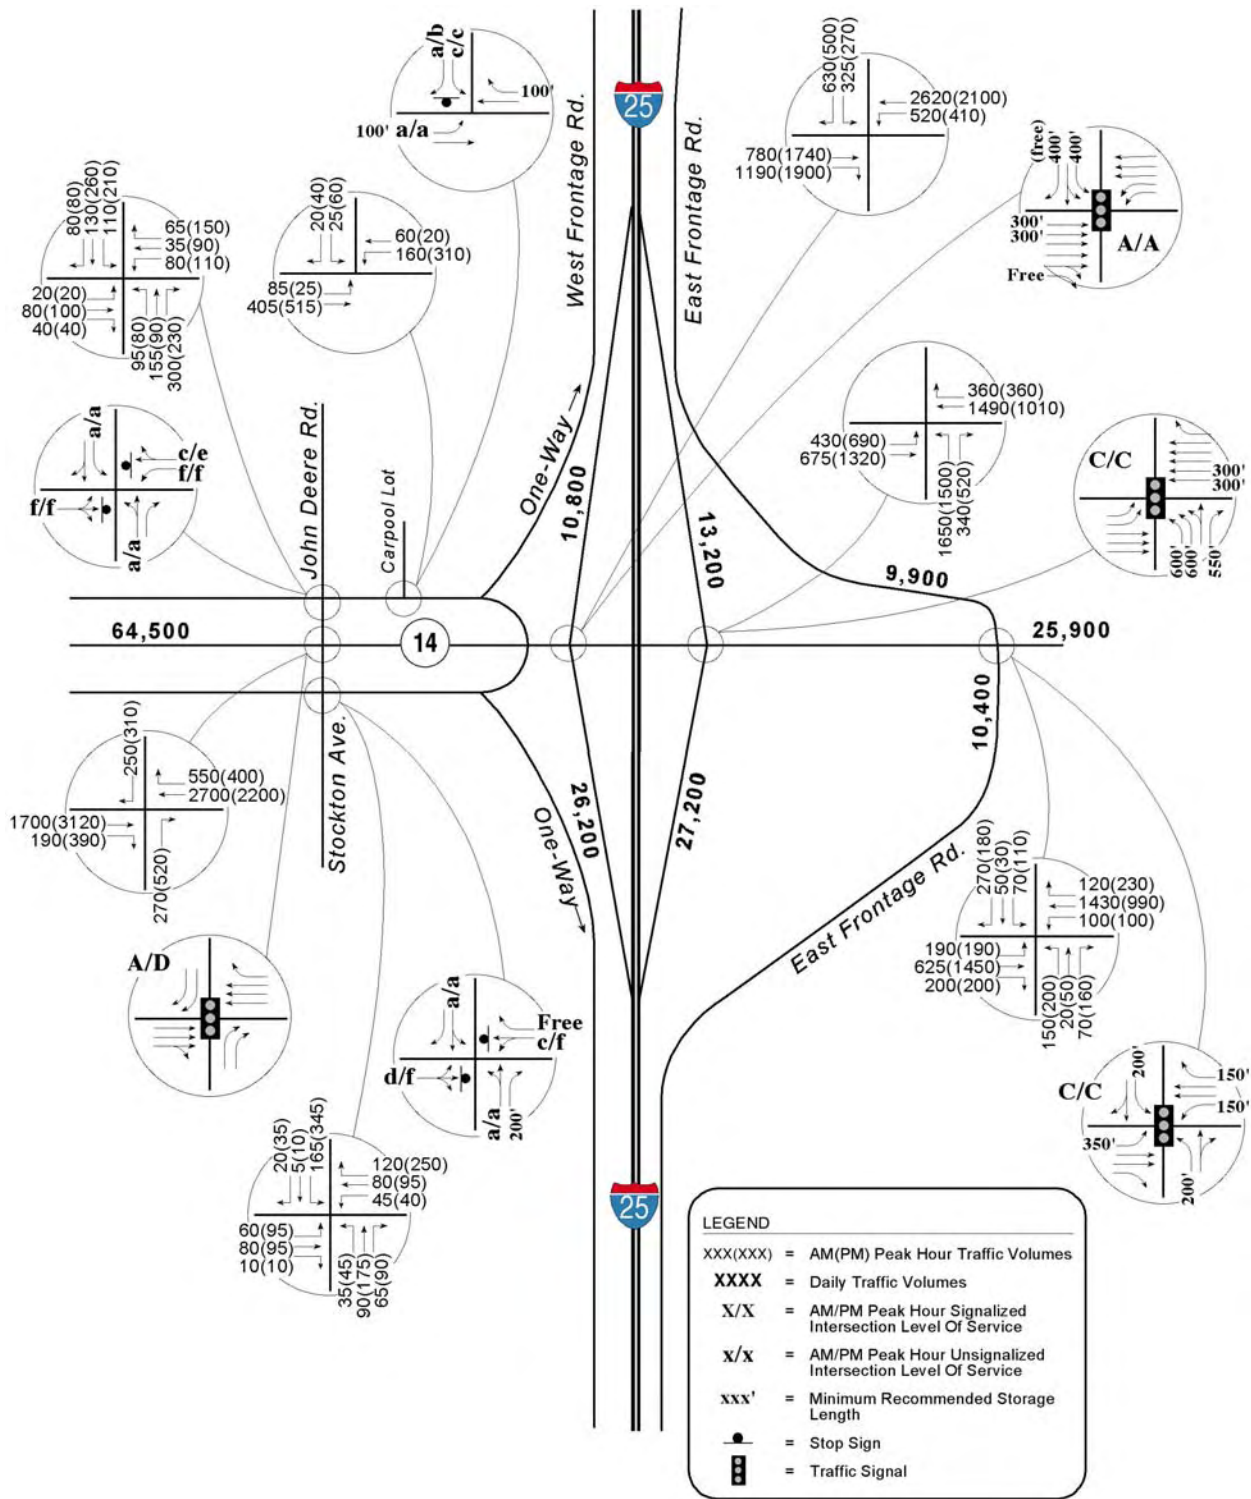 a/b
c/c
100'
100' a/a
West Frontage Rd.
25
East Frontage Rd.
630(500)
325(270)
2620(2100)
520(410)
780(1740)
1190(1900)
(free)
400'
400'
300'
300'
A/A
Free
80(80)
130(260)
110(210)
65(150)
35(90)
80(110)
20(20)
80(100)
40(40)
95(80)
155(90)
300(230)
20(40)
25(60)
60(20)
160(310)
85(25)
405(515)
360(360)
1490(1010)
430(690)
675(1320)
1650(1500)
340(520)
C/C
300'
300'
600'
600'
550'
a/a
c/e
f/f
f/f
a/a
John Deere Rd.
Carpool Lot
One-Way
10,800
13,200
9,900
64,500
14
25,900
10,400
Stockton Ave.
One-Way
26,200
27,200
East Frontage Rd.
250(310)
550(400)
2700(2200)
1700(3120)
190(390)
270(520)
270(180)
50(30)
70(110)
120(230)
1430(990)
100(100)
190(190)
625(1450)
200(200)
150(200)
20(50)
70(160)
A/D
a/a
Free
c/f
d/f
a/a
200'
C/C
200'
150'
150'
350'
200'
20(35)
5(10)
165(345)
120(250)
80(95)
45(40)
60(95)
80(95)
10(10)
35(45)
90(175)
65(90)
25
LEGEND
XXX(XXX) = AM(PM) Peak Hour Traffic Volumes
XXXX = Daily Traffic Volumes
X/X = AM/PM Peak Hour Signalized
Intersection Level Of Service
x/x = AM/PM Peak Hour Unsignalized
Intersection Level Of Service
xxx' = Minimum Recommended Storage
Length
= Stop Sign
= Traffic Signal